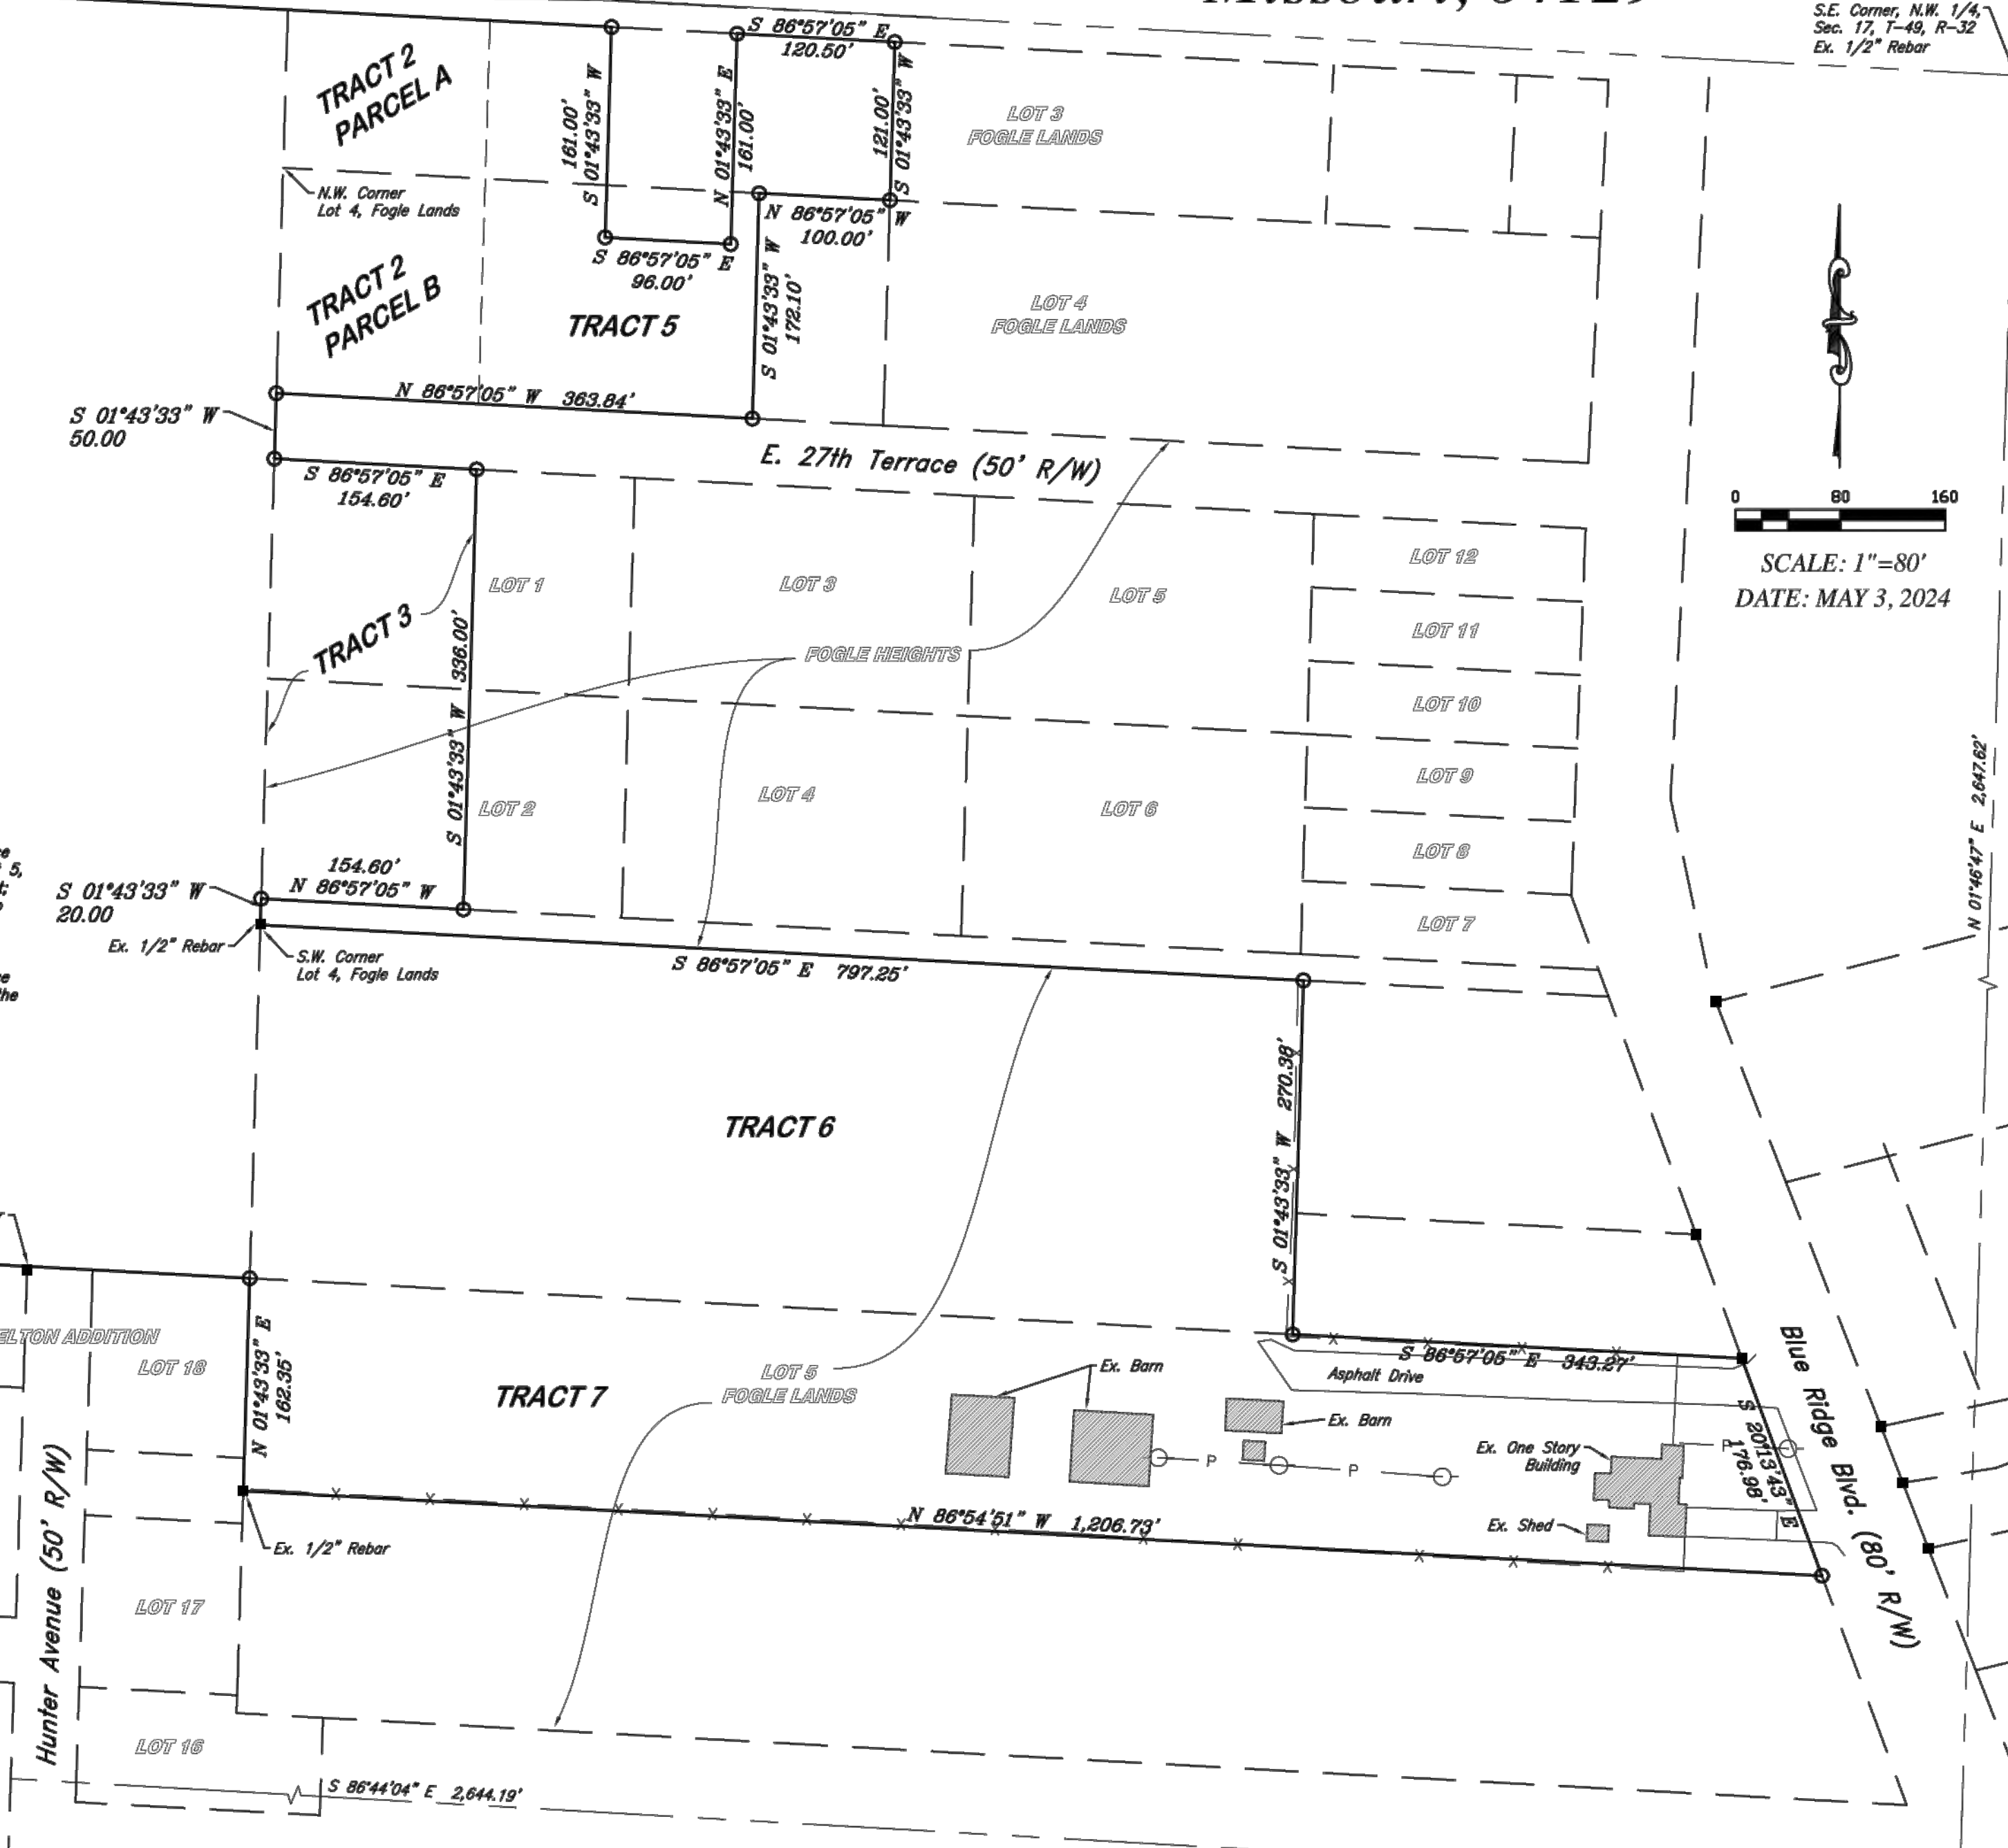 S.E. Corner, N.W. 1/4,
Sec. 17, T-49, R-32
Ex. 1/2" Rebar
S 86°57'05" E
120.50'
TRACT 2
PARCEL A
161.00'
S 01°43'33" W
N 01°43'33" E
161.00'
121.00'
S 01°43'33" W
LOT 3
FOGLE LANDS
N.W. Corner
Lot 4, Fogle Lands
N 86°57'05" W
100.00'
S 86°57'05" E
96.00'
S 01°43'33" W
172.10'
TRACT 2
PARCEL B
TRACT 5
LOT 4
FOGLE LANDS
N 86°57'05" W 363.84'
S 01°43'33" W
50.00
E. 27th Terrace (50' R/W)
S 86°57'05" E
154.60'
0 80 160
SCALE: 1"=80'
DATE: MAY 3, 2024
TRACT 3
S 01°43'33" W 336.00'
LOT 1
LOT 3
LOT 5
LOT 12
LOT 11
FOGLE HEIGHTS
LOT 10
LOT 9
LOT 2
LOT 4
LOT 6
LOT 8
LOT 7
N 01°46'47" E 2,647.62'
5,
the
154.60'
N 86°57'05" W
S 01°43'33" W
20.00
Ex. 1/2" Rebar
S.W. Corner
Lot 4, Fogle Lands
S 86°57'05" E 797.25'
S 01°43'33" W 270.38'
TRACT 6
ELTON ADDITION
LOT 18
N 01°43'33" E
162.35'
TRACT 7
LOT 5
FOGLE LANDS
Ex. Barn
S 86°57'05" E 343.27'
Asphalt Drive
Ex. Barn
Ex. One Story
Building
P
P
P
S 20°13'43" E
176.98'
Blue Ridge Blvd. (80' R/W)
Ex. Shed
N 86°54'51" W 1,206.73'
Ex. 1/2" Rebar
Hunter Avenue (50' R/W)
LOT 17
LOT 16
S 86°44'04" E 2,644.19'